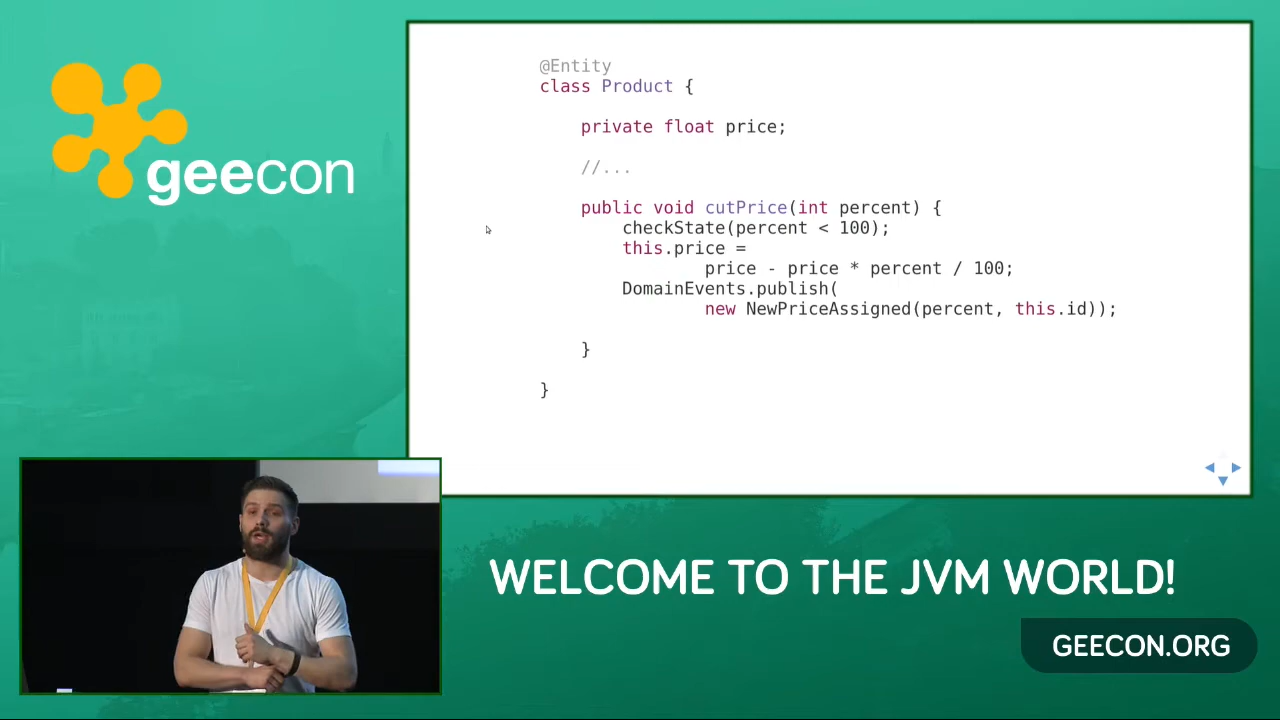 geecon
@Entity
class Product {
private float price;
//...
public void cutPrice(int percent) {
checkState(percent < 100);
this.price =
price - price * percent / 100;
DomainEvents.publish(
new NewPriceAssigned(percent, this.id));
}
}
WELCOME TO THE JVM WORLD!
GEECON.ORG